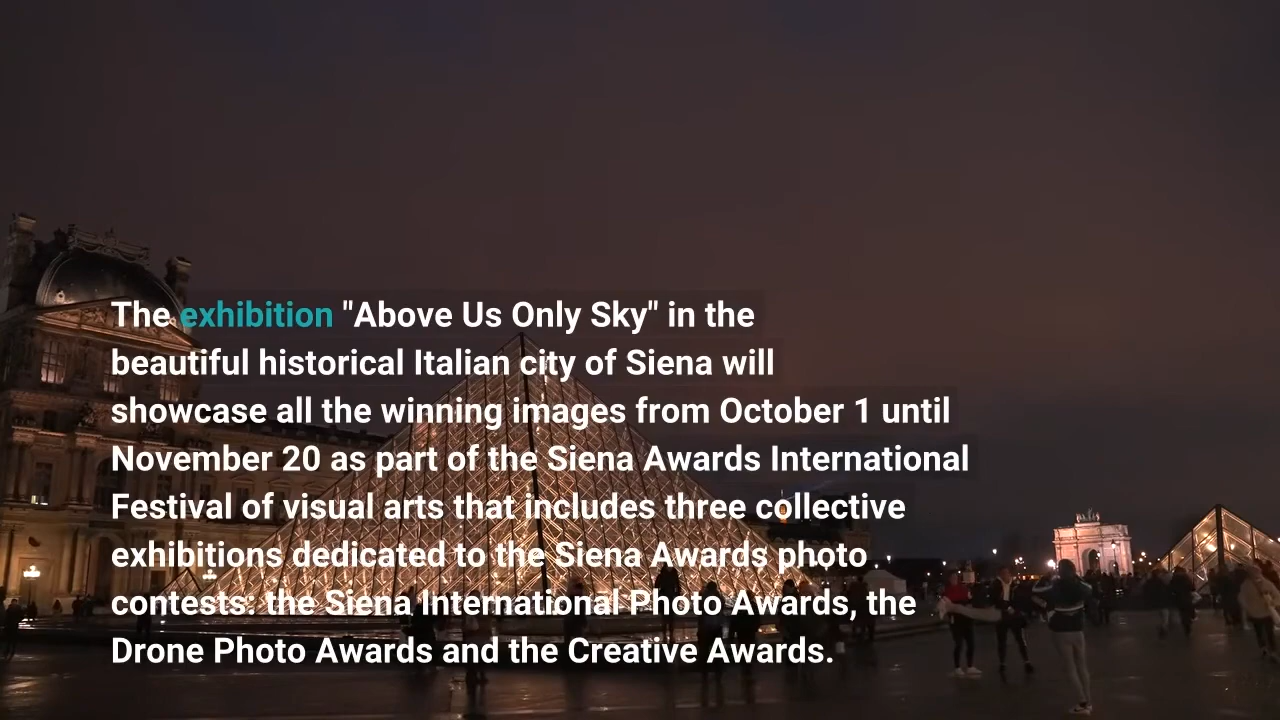 The exhibition "Above Us Only Sky" in the
beautiful historical Italian city of Siena will
showcase all the winning images from October 1 until
November 20 as part of the Siena Awards International
Festival of visual arts that includes three collective
exhibitions dedicated to the Siena Awards photo
contests: the Siena International Photo Awards, the
Drone Photo Awards and the Creative Awards.